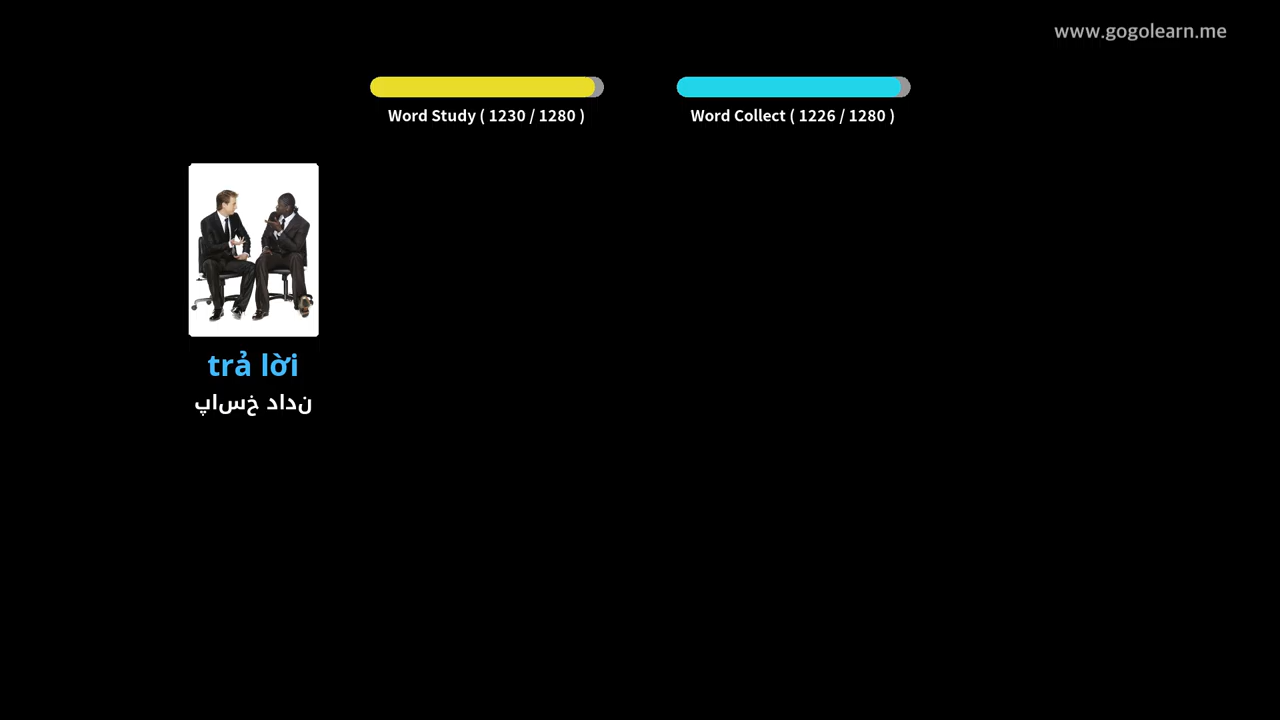 www.gogolearn.me
Word Study ( 1230 / 1280 )
Word Collect ( 1226 / 1280 )
trả lời
پاسخ دادن